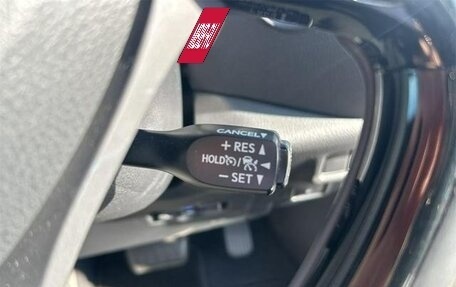 CANCEL▼
+ RES ▲
HOLD / ◀
− SET ▼